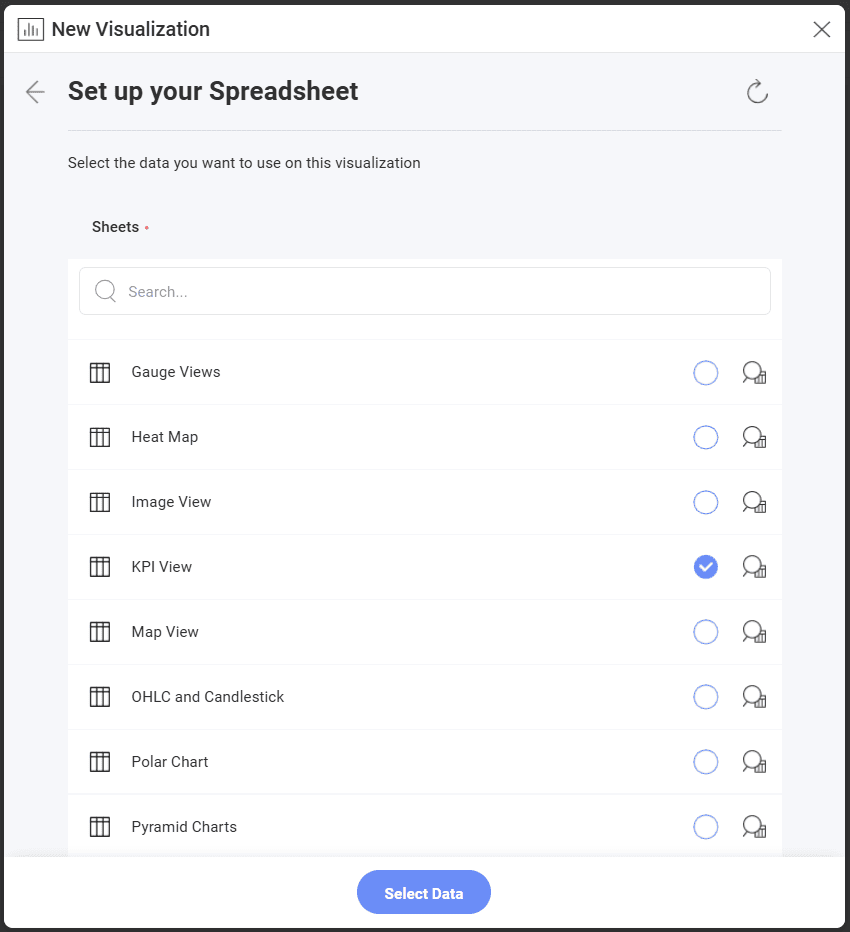 New Visualization
Set up your Spreadsheet
Select the data you want to use on this visualization
Sheets •
Search...
Gauge Views
Heat Map
Image View
KPI View
Map View
OHLC and Candlestick
Polar Chart
Pyramid Charts
Select Data